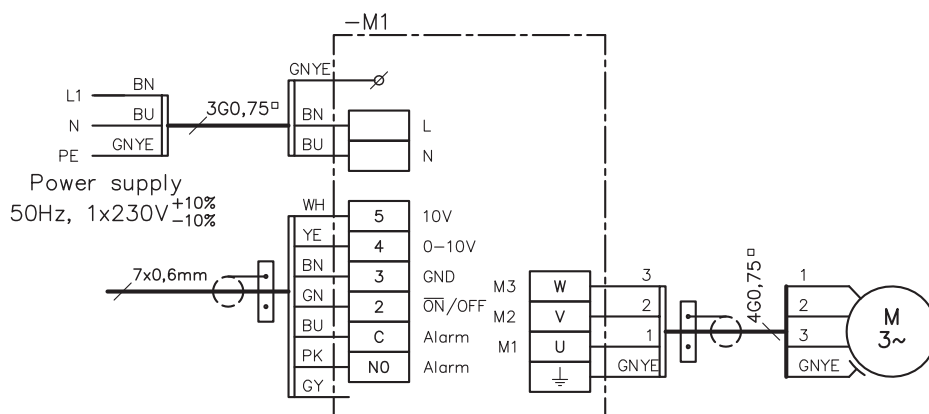 −M1
GNYE
L1 BN
3G0,75▫
BN L
N BU
BU N
PE GNYE
Power supply
50Hz, 1x230V +10%
−10%
WH 5 10V
YE 4 0−10V
7x0,6mm
BN 3 GND
GN 2 O̅N̅/OFF
BU C Alarm
PK NO Alarm
GY
M3 W 3
M2 V 2
M1 U 1
⏚ GNYE
4G0,75▫
1
2
3
GNYE
M
3~